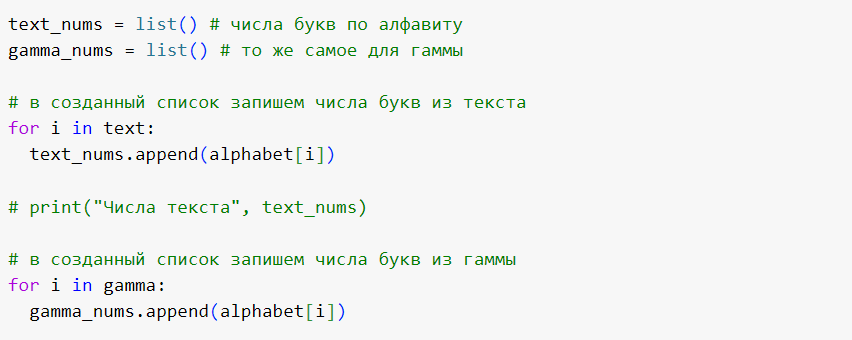 text_nums = list() # числа букв по алфавиту
gamma_nums = list() # то же самое для гаммы
# в созданный список запишем числа букв из текста
for i in text:
  text_nums.append(alphabet[i])
# print("Числа текста", text_nums)
# в созданный список запишем числа букв из гаммы
for i in gamma:
  gamma_nums.append(alphabet[i])